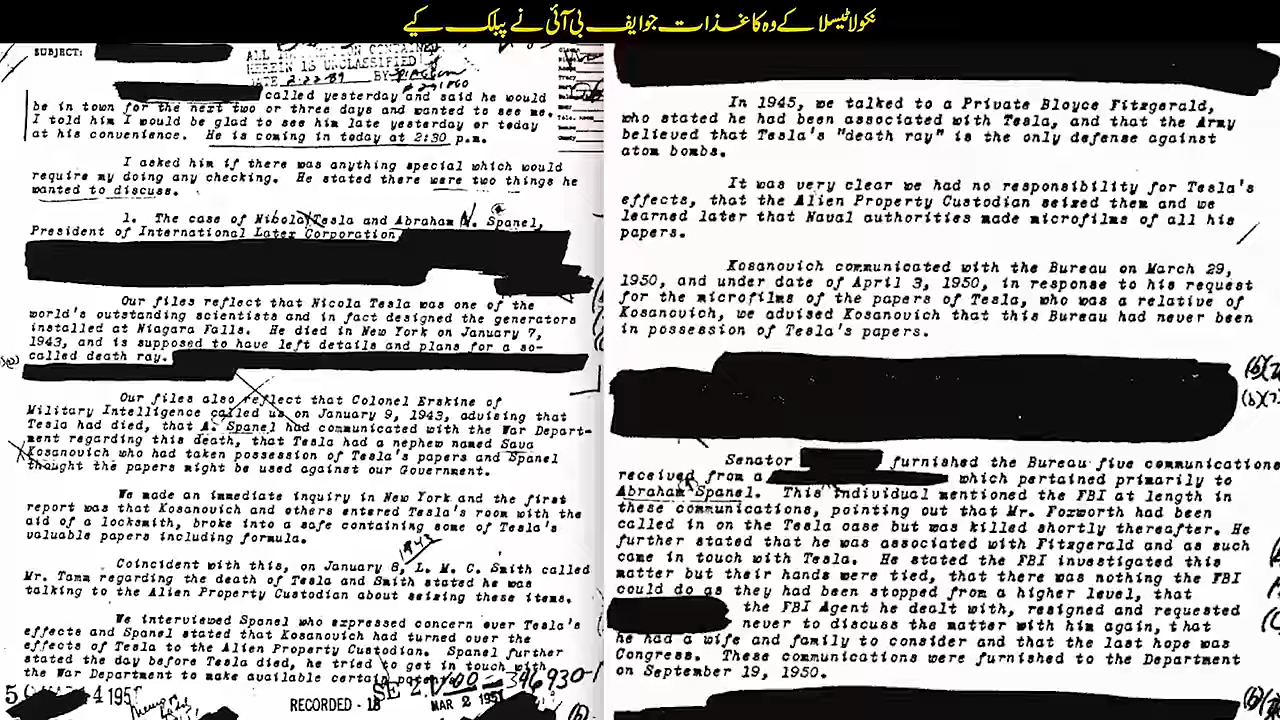 نکولا ٹیسلا کے وہ کاغذات جو ایف بی آئی نے پبلک کیے
SUBJECT:
ALL INFORMATION CONTAINED
HEREIN IS UNCLASSIFIED
DATE 2-22-89 BY
called yesterday and said he would
be in town for the next two or three days and wanted to see me.
I told him I would be glad to see him late yesterday or today
at his convenience. He is coming in today at 2:30 p.m.
I asked him if there was anything special which would
require my doing any checking. He stated there were two things he
wanted to discuss.
1. The case of Nikola Tesla and Abraham N. Spanel,
President of International Latex Corporation
Our files reflect that Nicola Tesla was one of the
world's outstanding scientists and in fact designed the generators
installed at Niagara Falls. He died in New York on January 7,
1943, and is supposed to have left details and plans for a so-
called death ray.
Our files also reflect that Colonel Erskine of
Military Intelligence called us on January 9, 1943, advising that
Tesla had died, that A. Spanel had communicated with the War Depart-
ment regarding this death, that Tesla had a nephew named Sava
Kosanovich who had taken possession of Tesla's papers and Spanel
thought the papers might be used against our Government.
We made an immediate inquiry in New York and the first
report was that Kosanovich and others entered Tesla's room with the
aid of a locksmith, broke into a safe containing some of Tesla's
valuable papers including formula.
1943
Coincident with this, on January 8, L. M. C. Smith called
Mr. Tamm regarding the death of Tesla and Smith stated he was
talking to the Alien Property Custodian about seizing these items.
We interviewed Spanel who expressed concern over Tesla's
effects and Spanel stated that Kosanovich had turned over the
effects of Tesla to the Alien Property Custodian. Spanel further
stated the day before Tesla died, he tried to get in touch with
the War Department to make available certain patents.
RECORDED - 18
MAR 2 1951
In 1945, we talked to a Private Bloyce Fitzgerald,
who stated he had been associated with Tesla, and that the Army
believed that Tesla's "death ray" is the only defense against
atom bombs.
It was very clear we had no responsibility for Tesla's
effects, that the Alien Property Custodian seized them and we
learned later that Naval authorities made microfilms of all his
papers.
Kosanovich communicated with the Bureau on March 29,
1950, and under date of April 3, 1950, in response to his request
for the microfilms of the papers of Tesla, who was a relative of
Kosanovich, we advised Kosanovich that this Bureau had never been
in possession of Tesla's papers.
Senator furnished the Bureau five communications
received from a which pertained primarily to
Abraham Spanel. This individual mentioned the FBI at length in
these communications, pointing out that Mr. Foxworth had been
called in on the Tesla case but was killed shortly thereafter. He
further stated that he was associated with Fitzgerald and as such
came in touch with Tesla. He stated the FBI investigated this
matter but their hands were tied, that there was nothing the FBI
could do as they had been stopped from a higher level, that
the FBI Agent he dealt with, resigned and requested
never to discuss the matter with him again, that
he had a wife and family to consider and that the last hope was
Congress. These communications were furnished to the Department
on September 19, 1950.